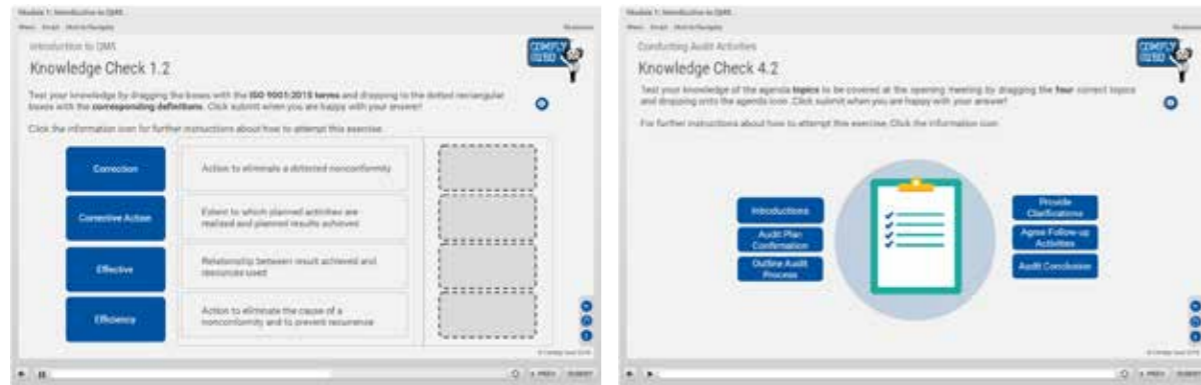 Module 1: Introduction to QMS
Introduction to QMS
Knowledge Check 1.2
Test your knowledge by dragging the boxes with the ISO 9001:2015 terms and dropping to the dotted rectangular
boxes with the corresponding definitions. Click submit when you are happy with your answer!
Click the information icon for further instructions about how to attempt this exercise.
Correction
Action to eliminate a detected nonconformity
Corrective Action
Extent to which planned activities are
realized and planned results achieved
Effective
Relationship between result achieved and
resources used
Efficiency
Action to eliminate the cause of a
nonconformity and to prevent recurrence
PREV
Module 1: Introduction to QMS
Conducting Audit Activities
Knowledge Check 4.2
Test your knowledge of the agenda topics to be covered at the opening meeting by dragging the four correct topics
and dropping onto the agenda icon. Click submit when you are happy with your answer!
For further instructions about how to attempt this exercise, Click the information icon
Introductions
Audit Plan
Confirmation
Outline Audit
Process
Provide
Clarifications
Agree Follow-up
Activities
Audit Conclusion
PREV